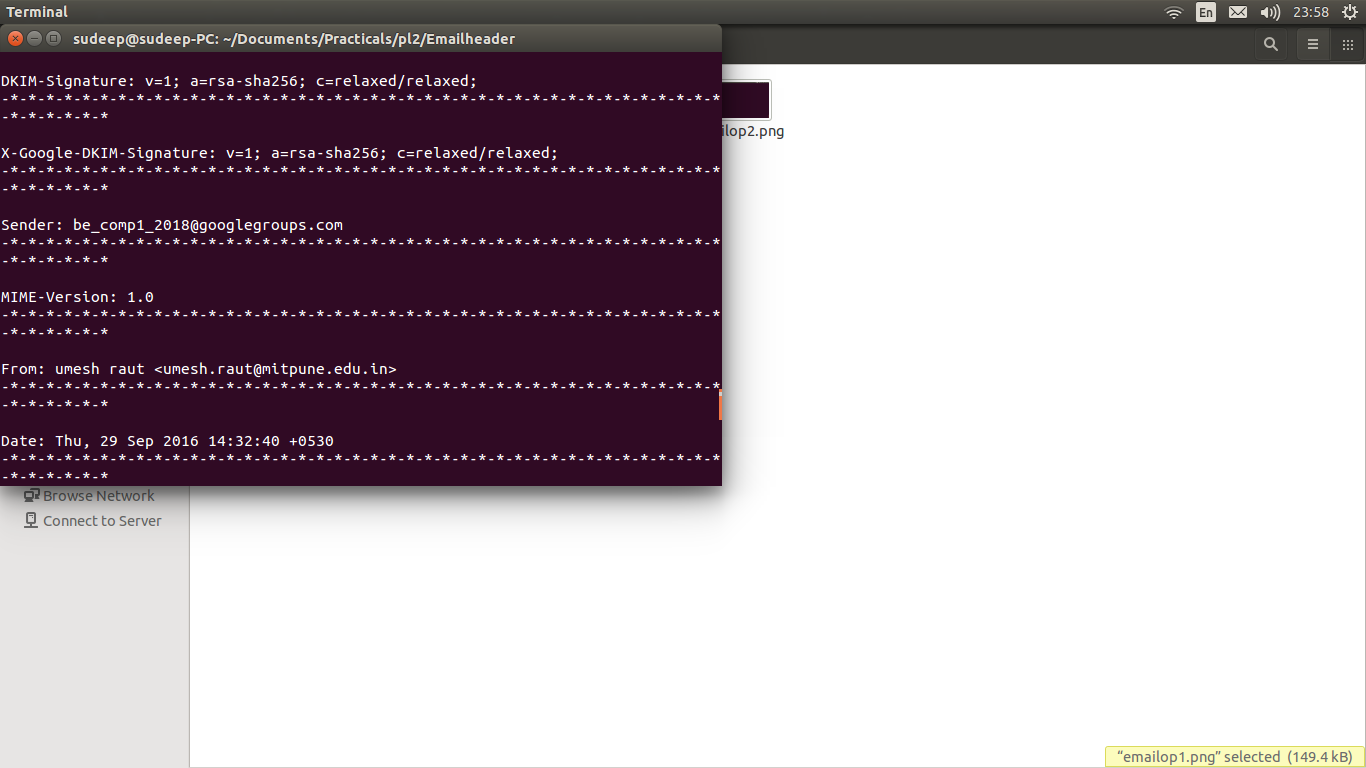 Terminal
En
23:58
sudeep@sudeep-PC: ~/Documents/Practicals/pl2/Emailheader
DKIM-Signature: v=1; a=rsa-sha256; c=relaxed/relaxed;
-*-*-*-*-*-*-*-*-*-*-*-*-*-*-*-*-*-*-*-*-*-*-*-*-*-*-*-*-*-*-*-*-*-*-*-*-*-*-*-*
-*-*-*-*-*-*
X-Google-DKIM-Signature: v=1; a=rsa-sha256; c=relaxed/relaxed;
-*-*-*-*-*-*-*-*-*-*-*-*-*-*-*-*-*-*-*-*-*-*-*-*-*-*-*-*-*-*-*-*-*-*-*-*-*-*-*-*
-*-*-*-*-*-*
Sender: be_comp1_2018@googlegroups.com
-*-*-*-*-*-*-*-*-*-*-*-*-*-*-*-*-*-*-*-*-*-*-*-*-*-*-*-*-*-*-*-*-*-*-*-*-*-*-*-*
-*-*-*-*-*-*
MIME-Version: 1.0
-*-*-*-*-*-*-*-*-*-*-*-*-*-*-*-*-*-*-*-*-*-*-*-*-*-*-*-*-*-*-*-*-*-*-*-*-*-*-*-*
-*-*-*-*-*-*
From: umesh raut <umesh.raut@mitpune.edu.in>
-*-*-*-*-*-*-*-*-*-*-*-*-*-*-*-*-*-*-*-*-*-*-*-*-*-*-*-*-*-*-*-*-*-*-*-*-*-*-*-*
-*-*-*-*-*-*
Date: Thu, 29 Sep 2016 14:32:40 +0530
-*-*-*-*-*-*-*-*-*-*-*-*-*-*-*-*-*-*-*-*-*-*-*-*-*-*-*-*-*-*-*-*-*-*-*-*-*-*-*-*
-*-*-*-*-*-*
ilop2.png
Browse Network
Connect to Server
“emailop1.png” selected (149.4 kB)